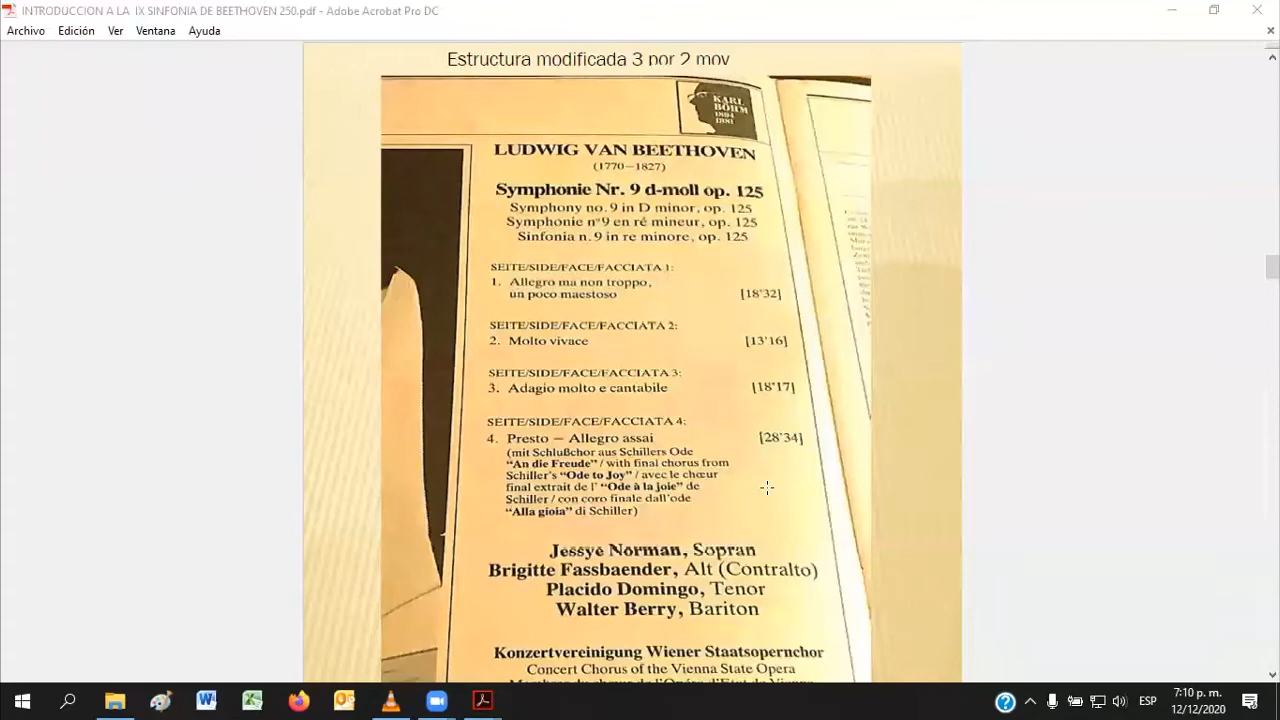 INTRODUCCION A LA IX SINFONIA DE BEETHOVEN 250.pdf - Adobe Acrobat Pro DC
Archivo Edición Ver Ventana Ayuda
Estructura modificada 3 por 2 mov
KARL
BÖHM
1894
1981
LUDWIG VAN BEETHOVEN
(1770–1827)
Symphonie Nr. 9 d-moll op. 125
Symphony no. 9 in D minor, op. 125
Symphonie n° 9 en ré mineur, op. 125
Sinfonia n. 9 in re minore, op. 125
SEITE/SIDE/FACE/FACCIATA 1:
1. Allegro ma non troppo,
un poco maestoso [18'32]
SEITE/SIDE/FACE/FACCIATA 2:
2. Molto vivace [13'16]
SEITE/SIDE/FACE/FACCIATA 3:
3. Adagio molto e cantabile [18'17]
SEITE/SIDE/FACE/FACCIATA 4:
4. Presto – Allegro assai [28'34]
(mit Schlußchor aus Schillers Ode
“An die Freude” / with final chorus from
Schiller's “Ode to Joy” / avec le chœur
final extrait de l' “Ode à la joie” de
Schiller / con coro finale dall'ode
“Alla gioia” di Schiller)
Jessye Norman, Sopran
Brigitte Fassbaender, Alt (Contralto)
Placido Domingo, Tenor
Walter Berry, Bariton
Konzertvereinigung Wiener Staatsopernchor
Concert Chorus of the Vienna State Opera
ESP
7:10 p. m.
12/12/2020